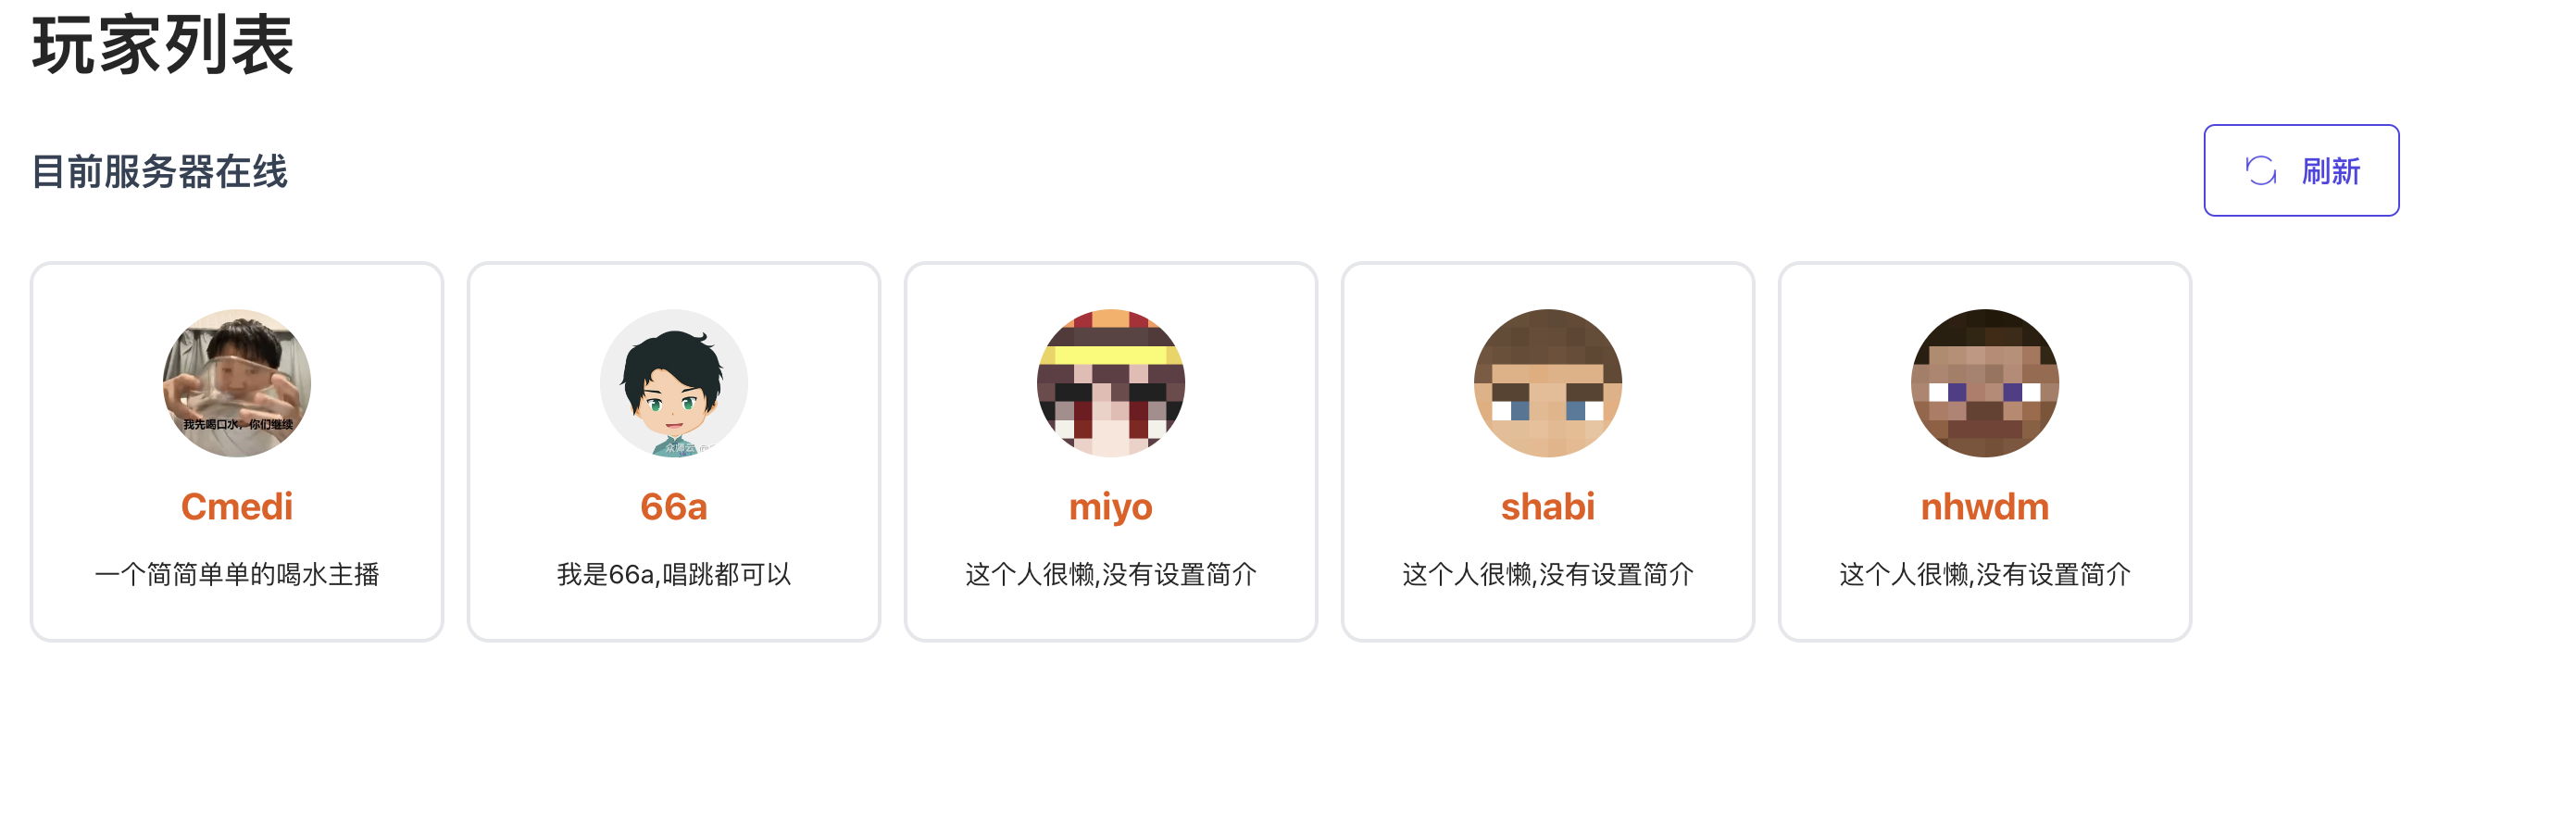 玩家列表
目前服务器在线
刷新
我先喝口水，你们继续
Cmedi
66a
miyo
shabi
nhwdm
一个简简单单的喝水主播
我是66a,唱跳都可以
这个人很懒,没有设置简介
这个人很懒,没有设置简介
这个人很懒,没有设置简介